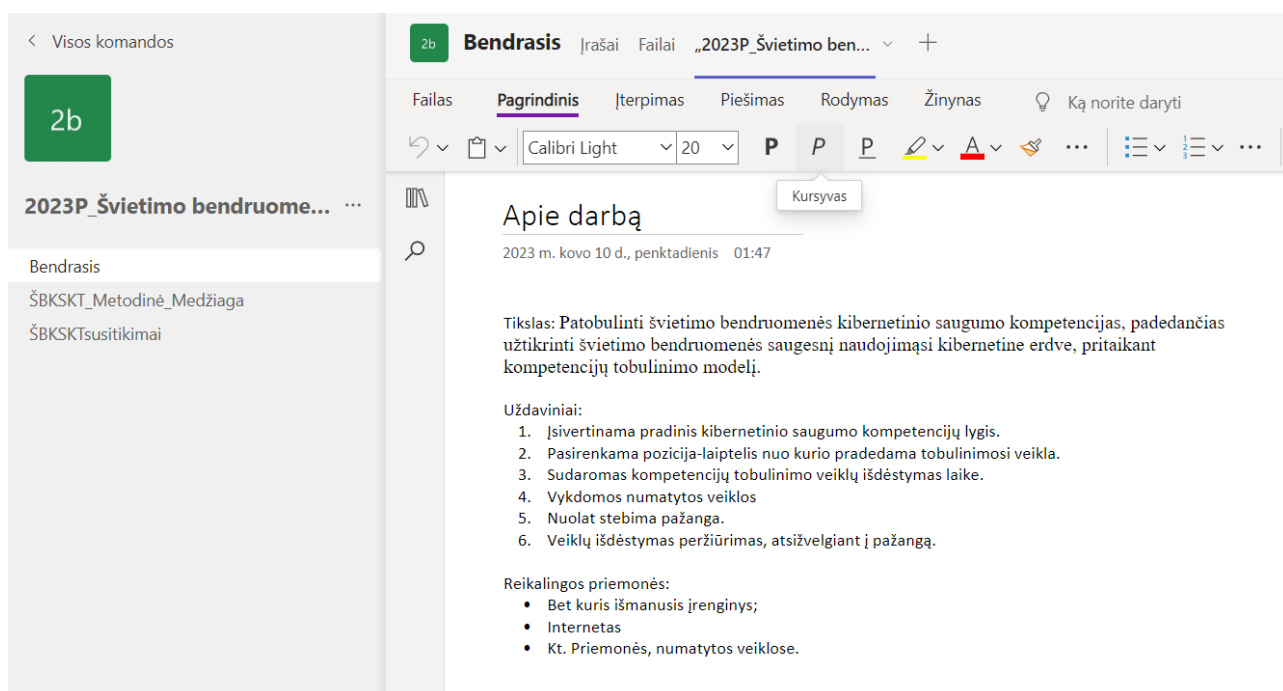 Visos komandos
2b
2023P_Švietimo bendruome... ...
Bendrasis
ŠBKSKT_Metodinė_Medžiaga
ŠBKSKTsusitikimai
2b Bendrasis Įrašai Failai „2023P_Švietimo ben...
Failas Pagrindinis Įterpimas Piešimas Rodymas Žinynas Ką norite daryti
Calibri Light 20 P P P A ... ...
Kursyvas
Apie darbą
2023 m. kovo 10 d., penktadienis 01:47
Tikslas: Patobulinti švietimo bendruomenės kibernetinio saugumo kompetencijas, padedančias
užtikrinti švietimo bendruomenės saugesnį naudojimąsi kibernetine erdve, pritaikant
kompetencijų tobulinimo modelį.
Uždaviniai:
1. Įsivertinama pradinis kibernetinio saugumo kompetencijų lygis.
2. Pasirenkama pozicija-laiptelis nuo kurio pradedama tobulinimosi veikla.
3. Sudaromas kompetencijų tobulinimo veiklų išdėstymas laike.
4. Vykdomos numatytos veiklos
5. Nuolat stebima pažanga.
6. Veiklų išdėstymas peržiūrimas, atsižvelgiant į pažangą.
Reikalingos priemonės:
• Bet kuris išmanusis įrenginys;
• Internetas
• Kt. Priemonės, numatytos veiklose.